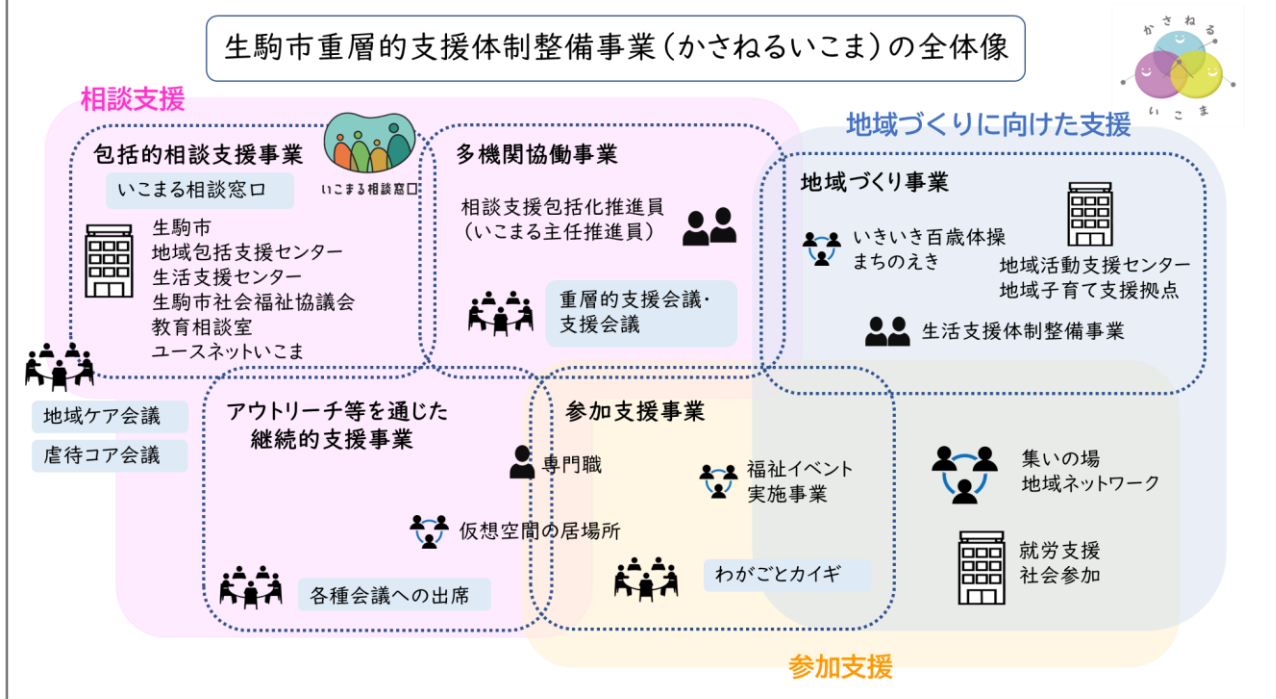 生駒市重層的支援体制整備事業(かさねるいこま)の全体像
かさねる
いこま
相談支援
地域づくりに向けた支援
包括的相談支援事業
いこまる相談窓口
いこまる相談窓口
生駒市
地域包括支援センター
生活支援センター
生駒市社会福祉協議会
教育相談室
ユースネットいこま
多機関協働事業
相談支援包括化推進員
(いこまる主任推進員)
重層的支援会議・
支援会議
地域づくり事業
いきいき百歳体操
まちのえき
地域活動支援センター
地域子育て支援拠点
生活支援体制整備事業
地域ケア会議
虐待コア会議
アウトリーチ等を通じた
継続的支援事業
専門職
仮想空間の居場所
各種会議への出席
参加支援事業
福祉イベント
実施事業
わがごとカイギ
集いの場
地域ネットワーク
就労支援
社会参加
参加支援